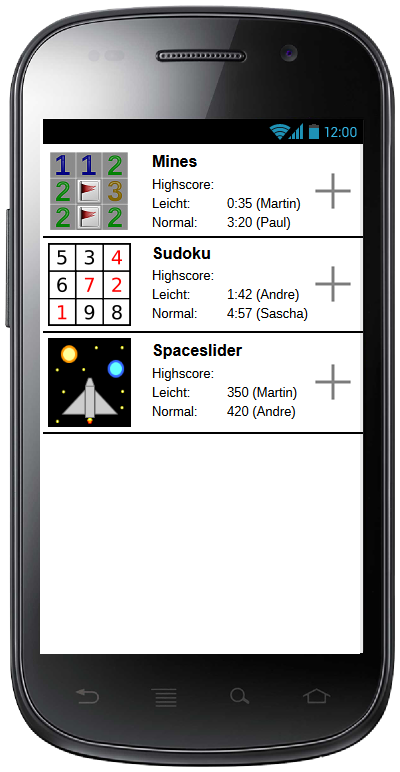 12:00
1 1 2
2 3
2 2
Mines
Highscore:
Leicht: 0:35 (Martin)
Normal: 3:20 (Paul)
5 3 4
6 7 2
1 9 8
Sudoku
Highscore:
Leicht: 1:42 (Andre)
Normal: 4:57 (Sascha)
Spaceslider
Highscore:
Leicht: 350 (Martin)
Normal: 420 (Andre)